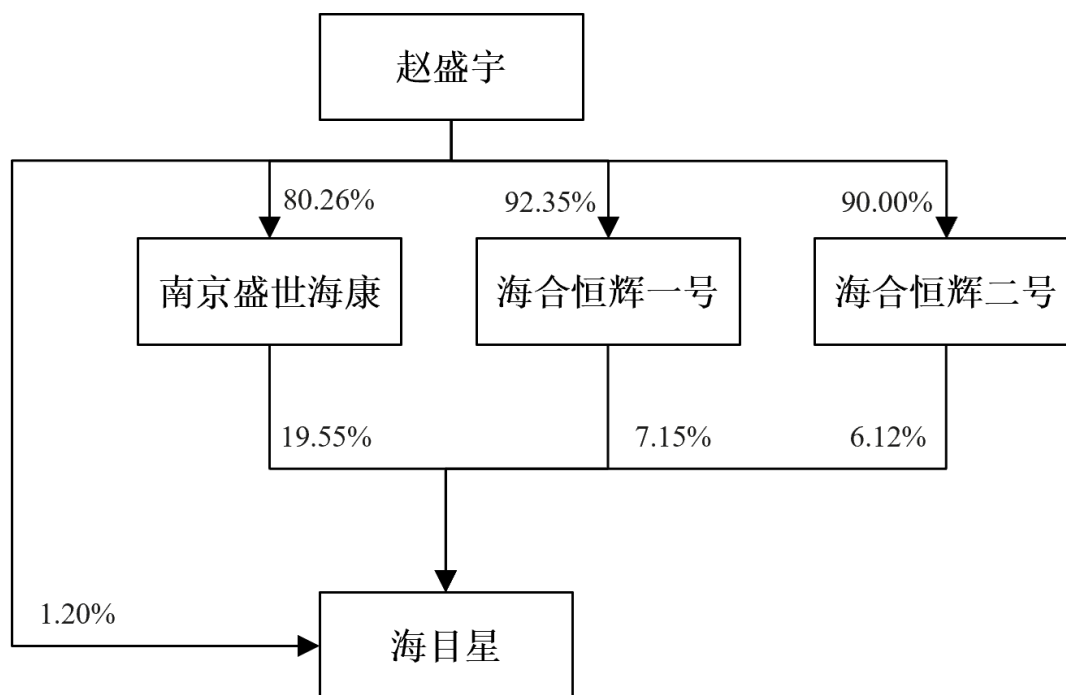 赵盛宇
80.26%
92.35%
90.00%
南京盛世海康
海合恒辉一号
海合恒辉二号
19.55%
7.15%
6.12%
1.20%
海目星